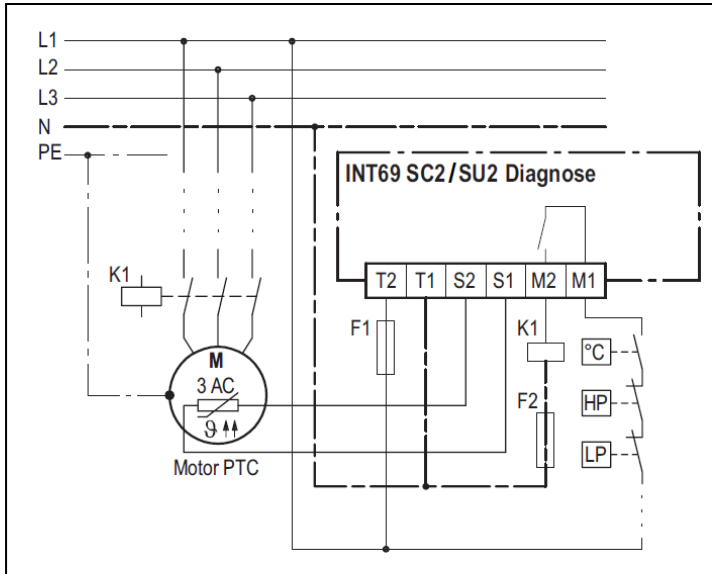 L1
L2
L3
N
PE
INT69 SC2/SU2 Diagnose
T2 T1 S2 S1 M2 M1
K1
F1
K1
°C
M
3 AC
F2
HP
ϑ
LP
Motor PTC